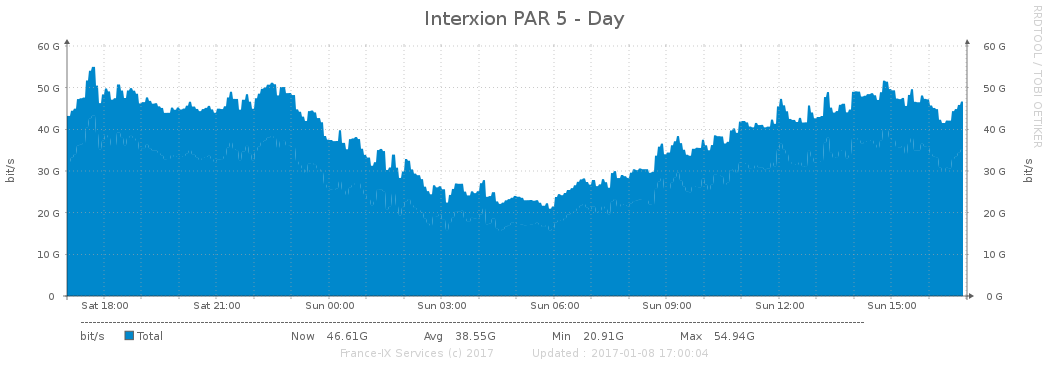 Interxion PAR 5 - Day
RRDTOOL / TOBI OETIKER
bit/s
60 G
50 G
40 G
30 G
20 G
10 G
0
60 G
50 G
40 G
30 G
20 G
10 G
0 G
bit/s
Sat 18:00 Sat 21:00 Sun 00:00 Sun 03:00 Sun 06:00 Sun 09:00 Sun 12:00 Sun 15:00
bit/s Total Now 46.61G Avg 38.55G Min 20.91G Max 54.94G
France-IX Services (c) 2017 Updated : 2017-01-08 17:00:04